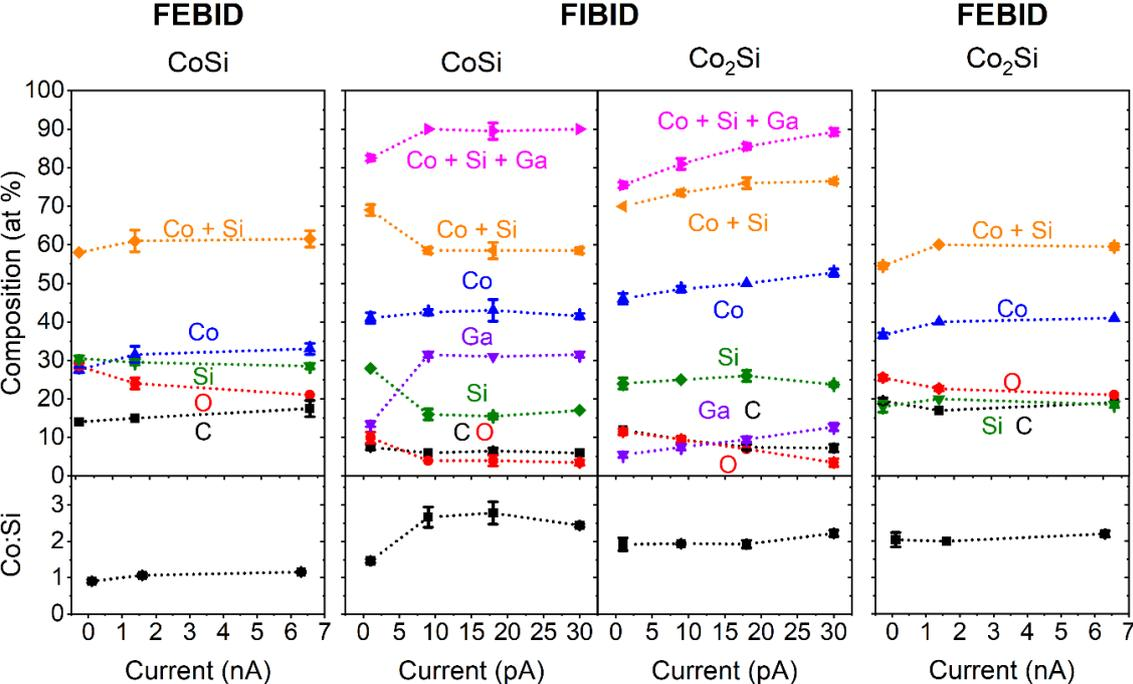 FEBID FIBID FEBID
CoSi CoSi Co₂Si Co₂Si
Composition (at %)
100
90
80
70
60
50
40
30
20
10
0
Co + Si
Co
Si
O
C
Co + Si + Ga
Co + Si
Co
Ga
Si
C O
Co + Si + Ga
Co + Si
Co
Si
Ga C
O
Co + Si
Co
O
Si C
Co:Si
3
2
1
0
0 1 2 3 4 5 6 7
0 5 10 15 20 25 30
0 5 10 15 20 25 30
0 1 2 3 4 5 6 7
Current (nA) Current (pA) Current (pA) Current (nA)